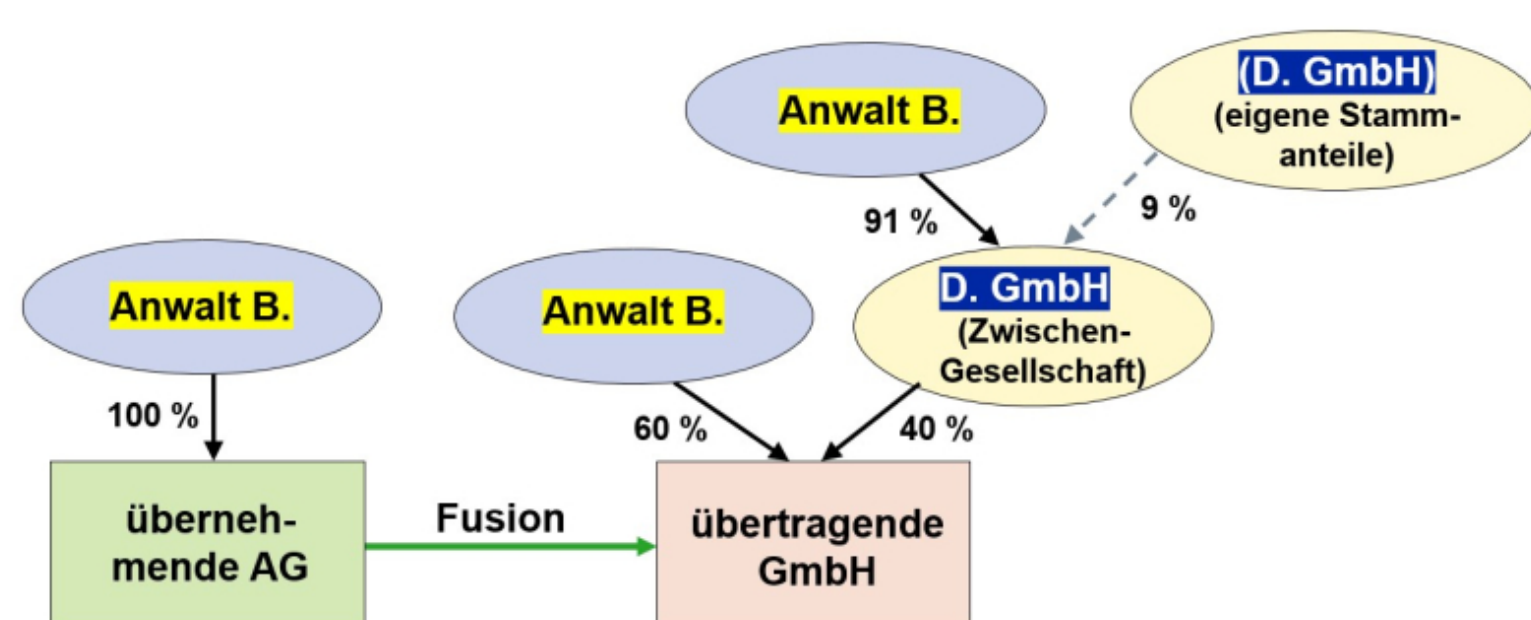 (D. GmbH)
(eigene Stamm-
anteile)
Anwalt B.
91 %
9 %
Anwalt B.
Anwalt B.
D. GmbH
(Zwischen-
Gesellschaft)
100 %
60 %
40 %
überneh-
mende AG
Fusion
übertragende
GmbH